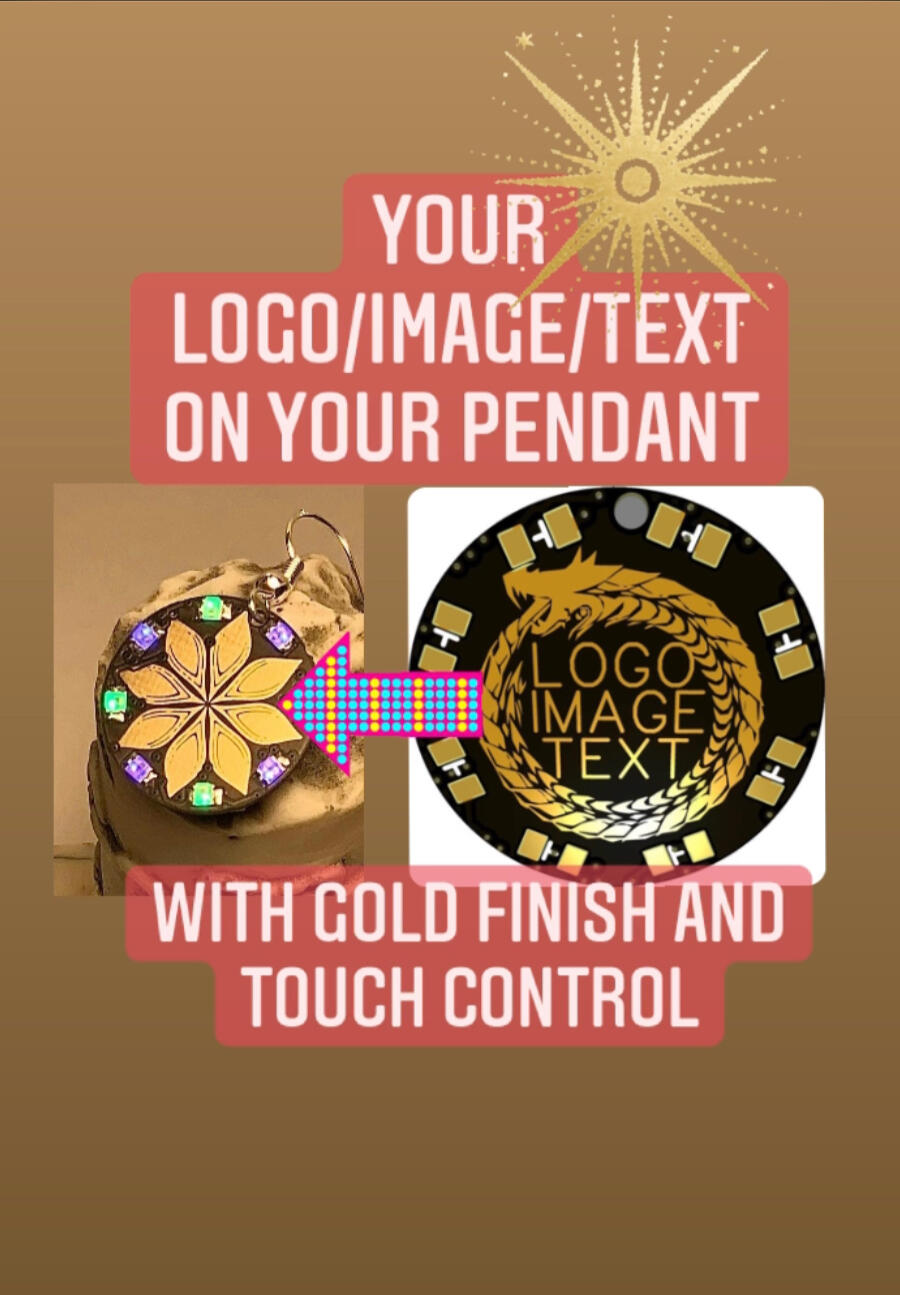 YOUR
LOGO/IMAGE/TEXT
ON YOUR PENDANT
LOGO
IMAGE
TEXT
WITH GOLD FINISH AND
TOUCH CONTROL